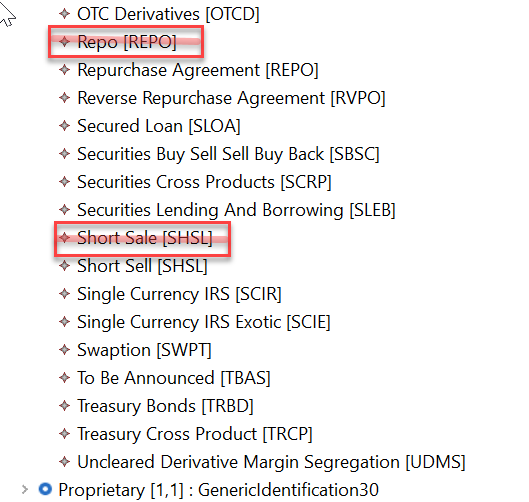 OTC Derivatives [OTCD]
Repo [REPO]
Repurchase Agreement [REPO]
Reverse Repurchase Agreement [RVPO]
Secured Loan [SLOA]
Securities Buy Sell Sell Buy Back [SBSC]
Securities Cross Products [SCRP]
Securities Lending And Borrowing [SLEB]
Short Sale [SHSL]
Short Sell [SHSL]
Single Currency IRS [SCIR]
Single Currency IRS Exotic [SCIE]
Swaption [SWPT]
To Be Announced [TBAS]
Treasury Bonds [TRBD]
Treasury Cross Product [TRCP]
Uncleared Derivative Margin Segregation [UDMS]
Proprietary [1,1] : GenericIdentification30